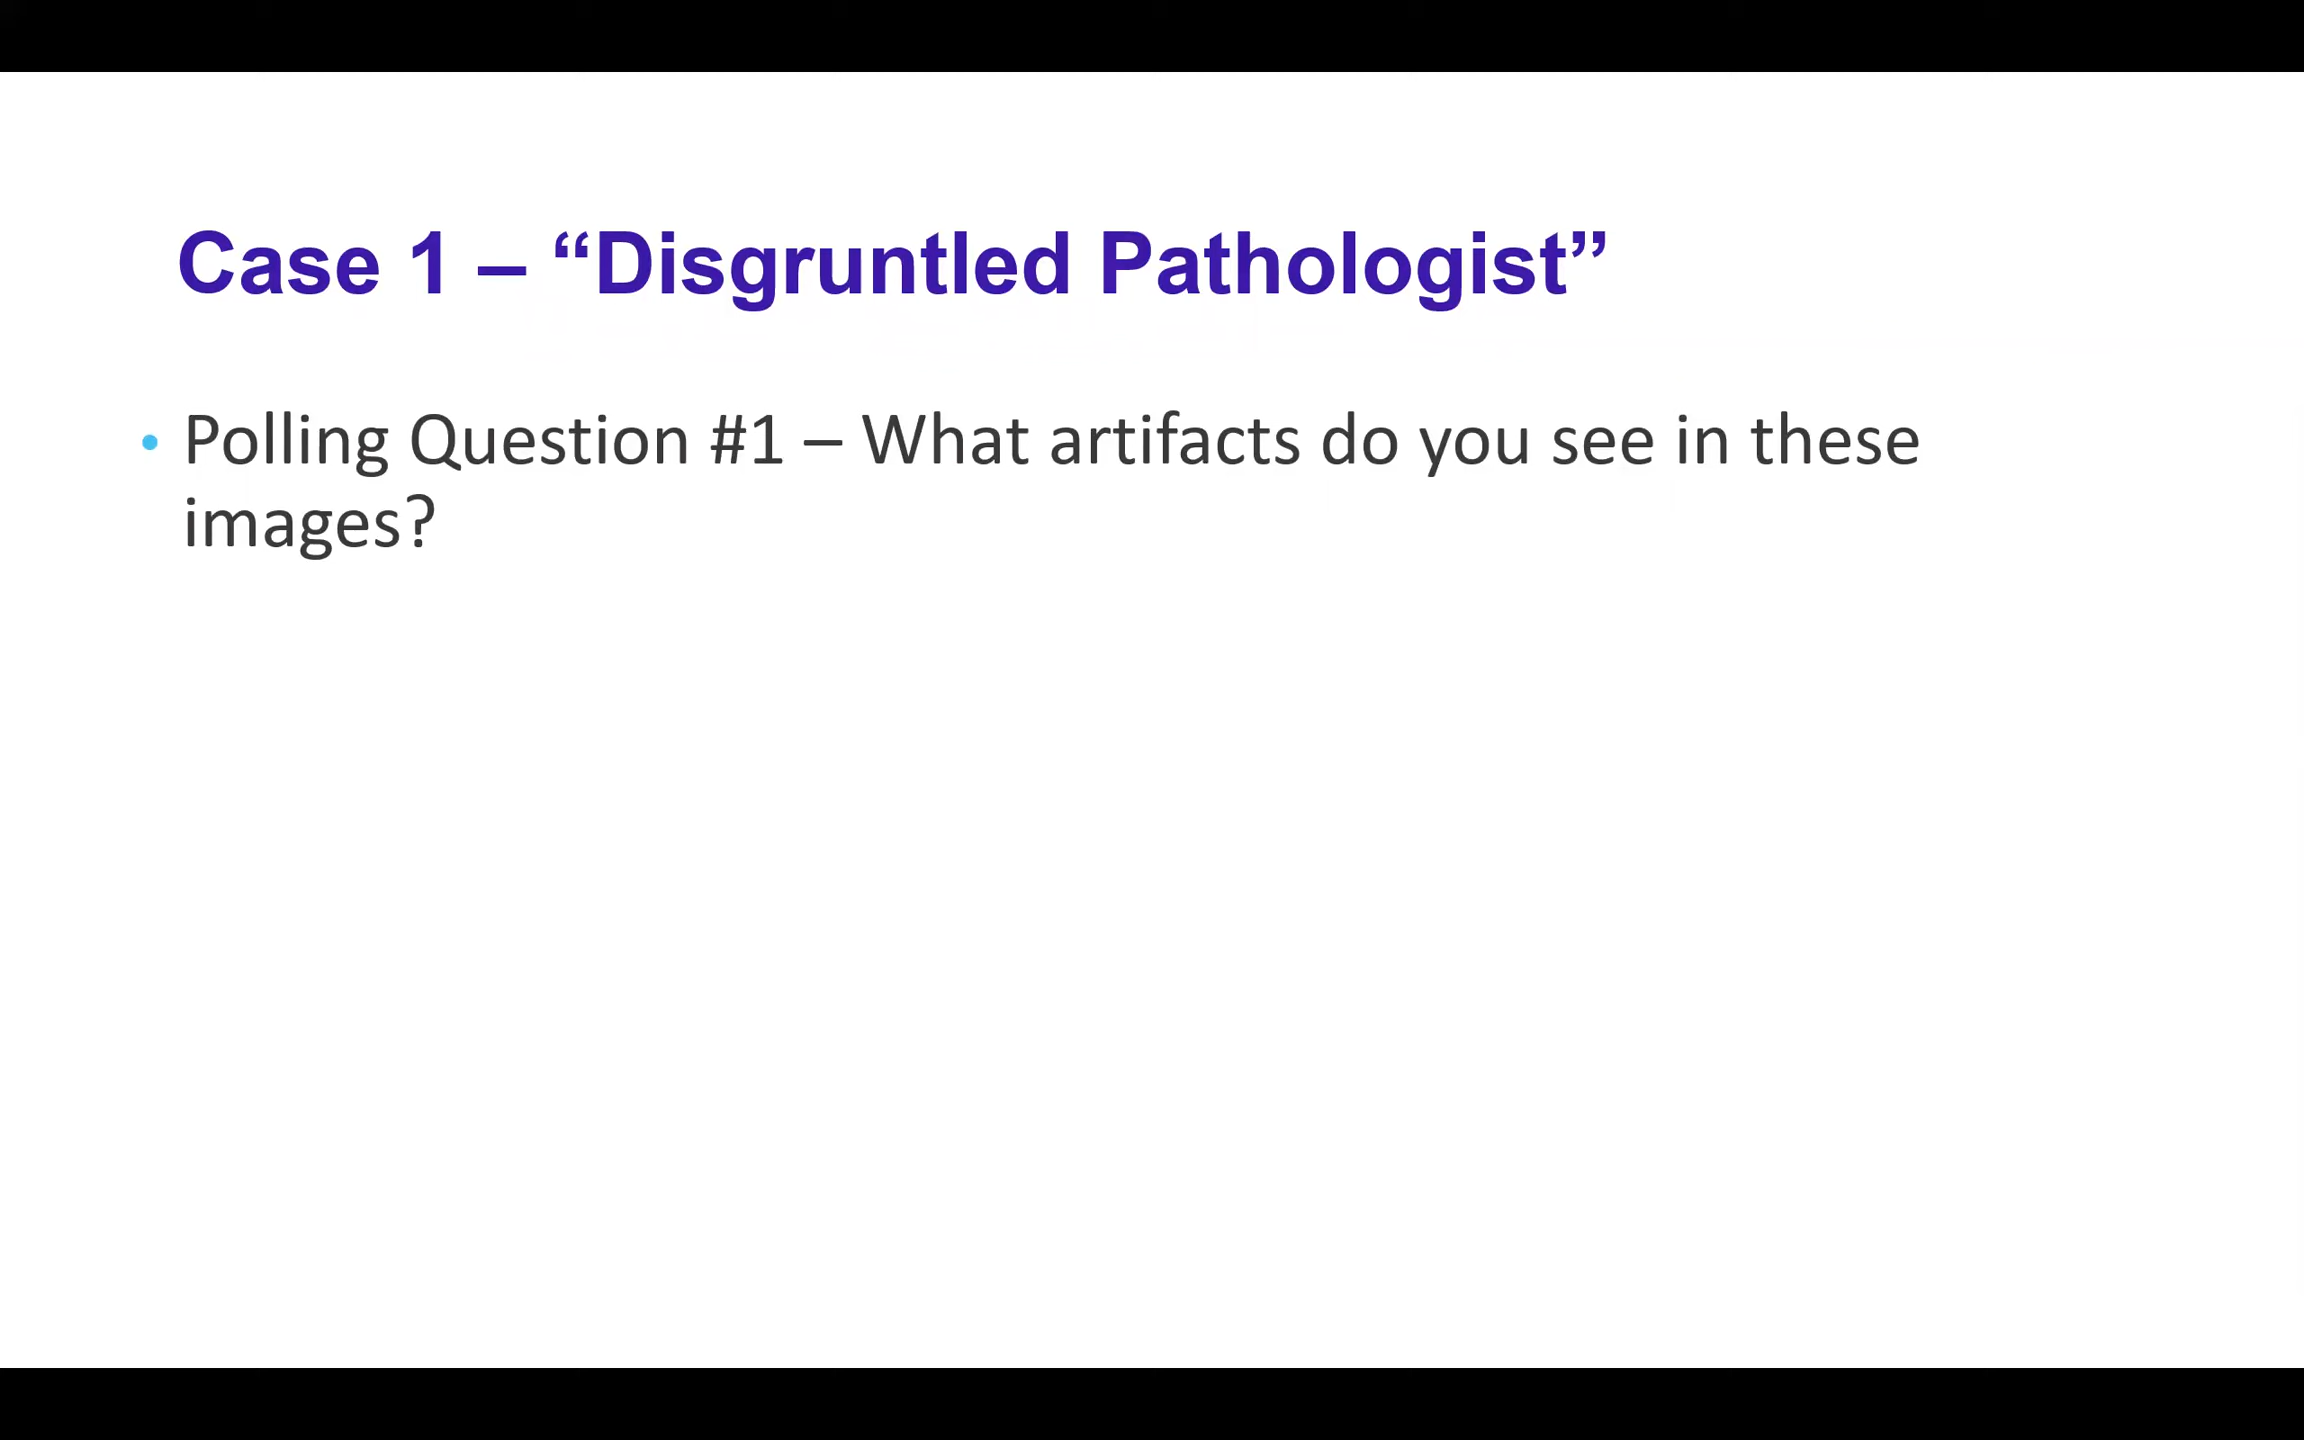 Case 1 – “Disgruntled Pathologist”
• Polling Question #1 – What artifacts do you see in these
images?